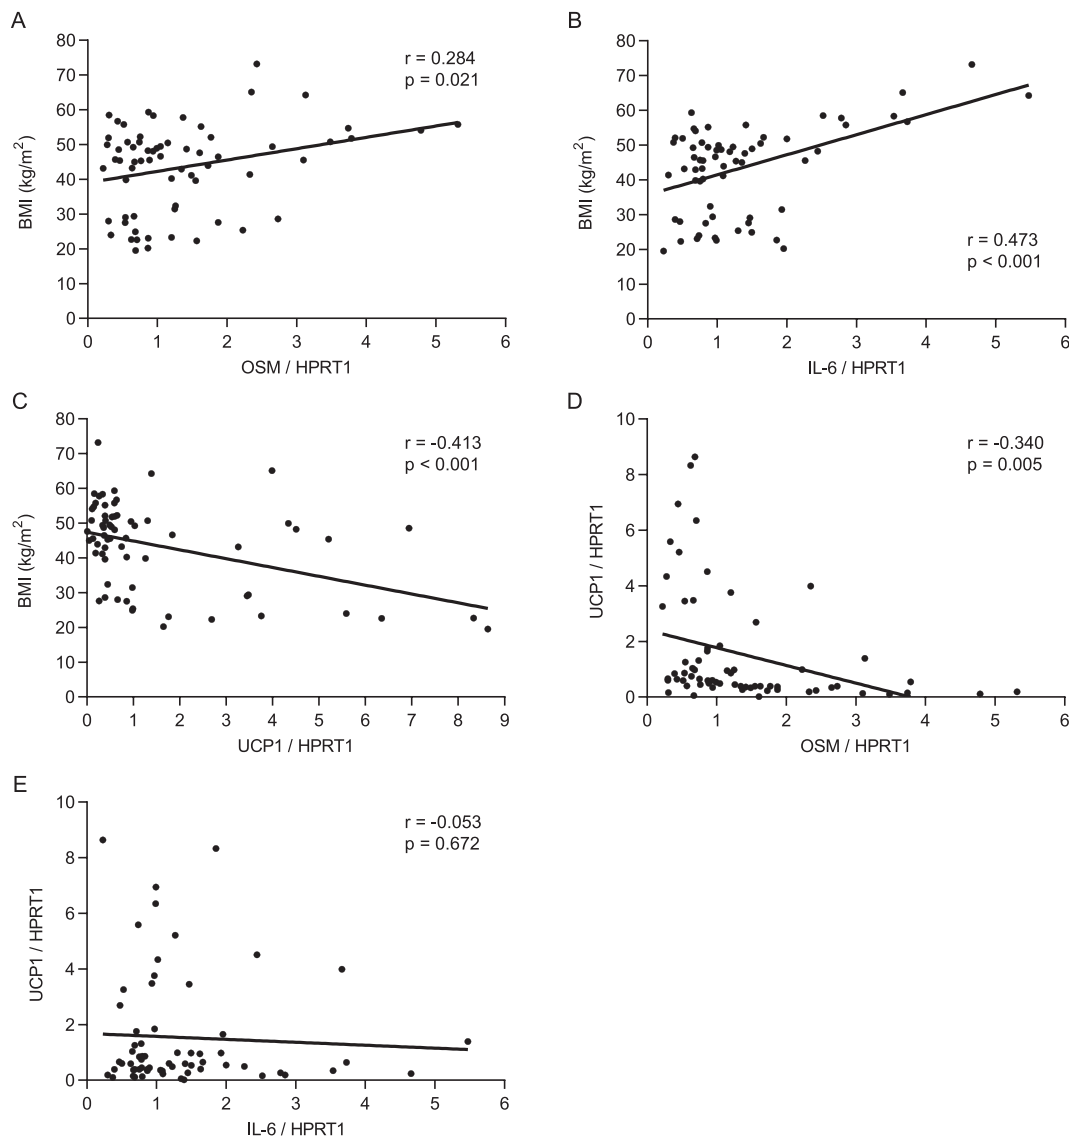 A
80
70
60
50
40
30
20
10
0
BMI (kg/m²)
r = 0.284
p = 0.021
0 1 2 3 4 5 6
OSM / HPRT1
B
80
70
60
50
40
30
20
10
0
BMI (kg/m²)
r = 0.473
p < 0.001
0 1 2 3 4 5 6
IL-6 / HPRT1
C
80
70
60
50
40
30
20
10
0
BMI (kg/m²)
r = -0.413
p < 0.001
0 1 2 3 4 5 6 7 8 9
UCP1 / HPRT1
D
10
8
6
4
2
0
UCP1 / HPRT1
r = -0.340
p = 0.005
0 1 2 3 4 5 6
OSM / HPRT1
E
10
8
6
4
2
0
UCP1 / HPRT1
r = -0.053
p = 0.672
0 1 2 3 4 5 6
IL-6 / HPRT1